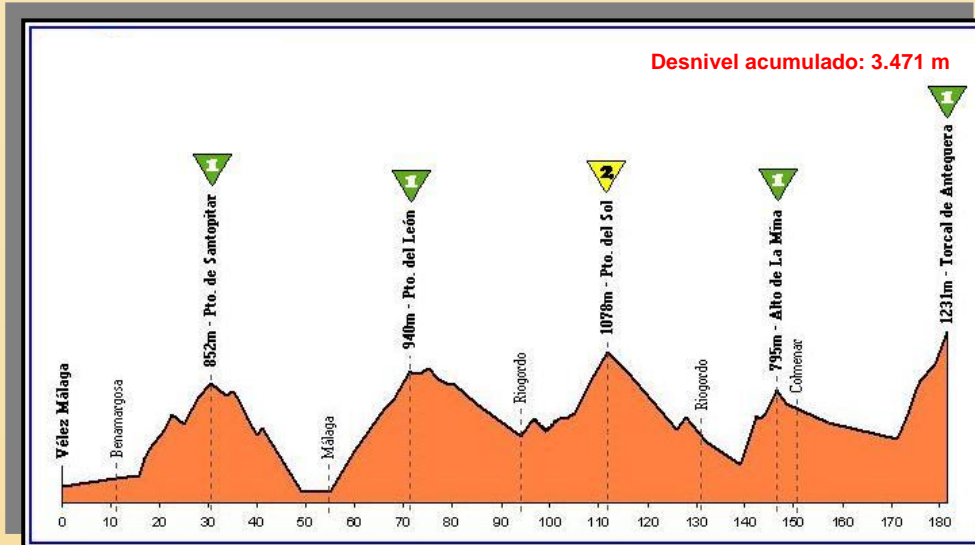 Desnivel acumulado: 3.471 m
1
1
2
1
1
Vélez Málaga
Benamargosa
852m - Pto. de Santopitar
Málaga
940m - Pto. del León
Riogordo
1078m - Pto. del Sol
Riogordo
795m - Alto de La Mina
Colmenar
1231m - Torcal de Antequera
0 10 20 30 40 50 60 70 80 90 100 110 120 130 140 150 160 170 180